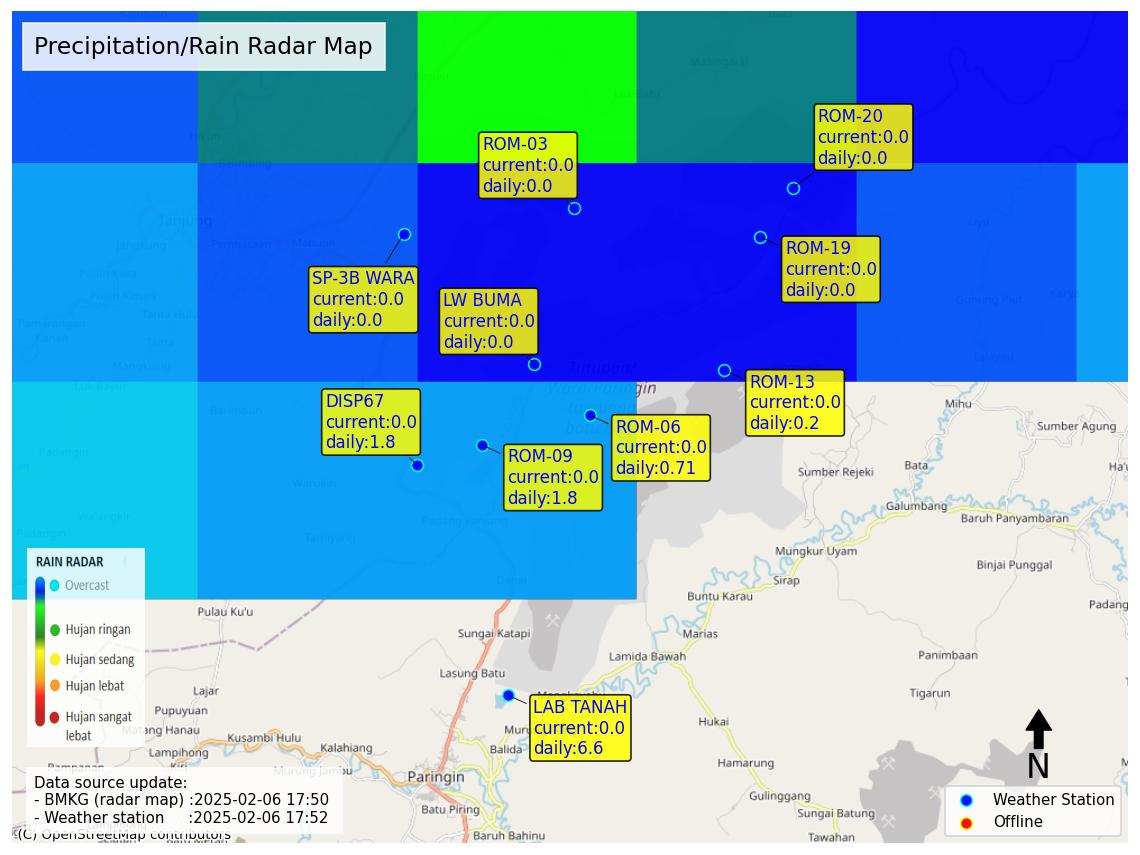 Precipitation/Rain Radar Map
ROM-20
current:0.0
daily:0.0
ROM-03
current:0.0
daily:0.0
ROM-19
current:0.0
daily:0.0
SP-3B WARA
current:0.0
daily:0.0
LW BUMA
current:0.0
daily:0.0
ROM-13
current:0.0
daily:0.2
DISP67
current:0.0
daily:1.8
ROM-06
current:0.0
daily:0.71
ROM-09
current:0.0
daily:1.8
LAB TANAH
current:0.0
daily:6.6
Tanjung
Mihu
Sumber Agung
Bata
Sumber Rejeki
Galumbang
Baruh Panyambaran
Mungkur Uyam
Binjai Punggal
Sirap
Buntu Karau
Padang
Pulau Ku'u
Sungai Katapi
Marias
Lamida Bawah
Panimbaan
Lasung Batu
Tigarun
Lajar
Pupuyuan
Hukai
Matang Hanau
Kusambi Hulu
Lampihong
Kalahiang
Balida
Hamarung
Murung Jambu
Paringin
Gulinggang
Batu Piring
Sungai Batung
Baruh Bahinu
Tawahan
RAIN RADAR
Overcast
Hujan ringan
Hujan sedang
Hujan lebat
Hujan sangat
lebat
Data source update:
- BMKG (radar map) :2025-02-06 17:50
- Weather station :2025-02-06 17:52
(C) OpenStreetMap contributors
N
Weather Station
Offline